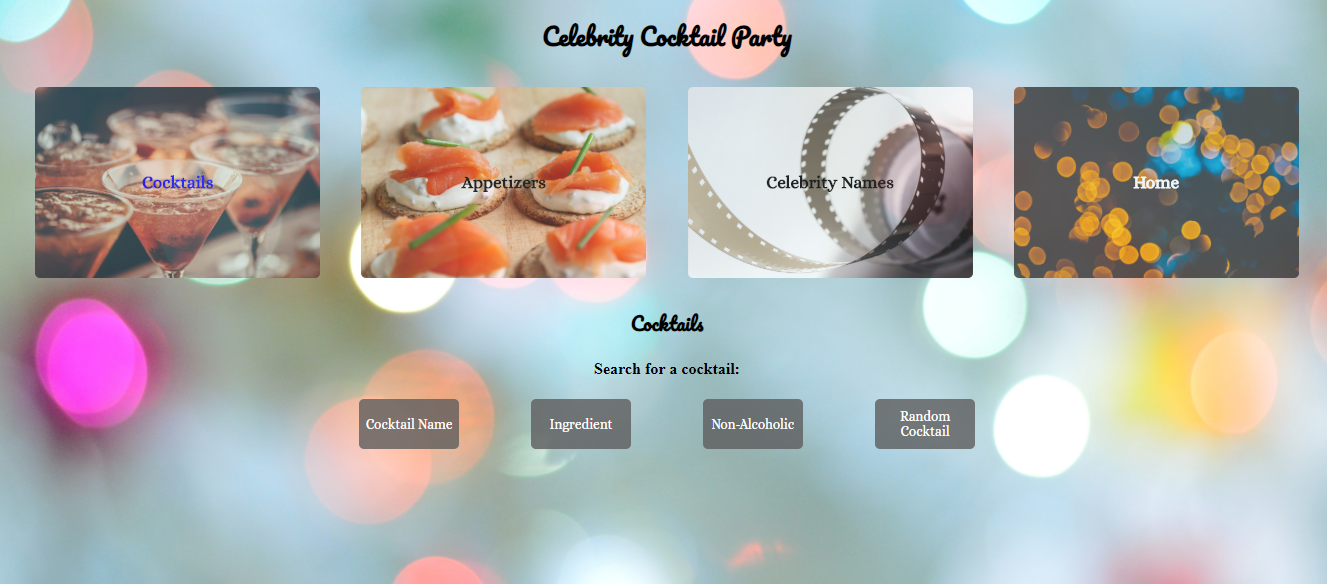 Celebrity Cocktail Party
Cocktails
Appetizers
Celebrity Names
Home
Cocktails
Search for a cocktail:
Cocktail Name
Ingredient
Non-Alcoholic
Random
Cocktail